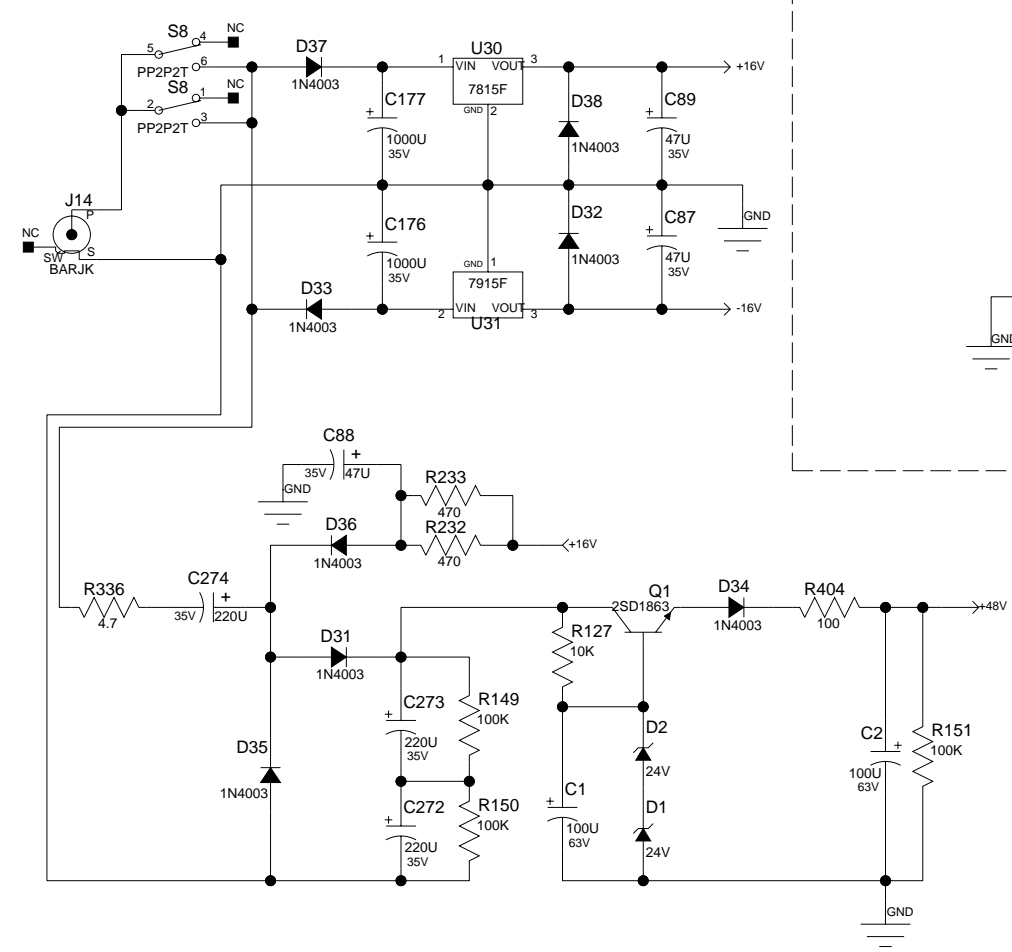 S8
NC
5
4
PP2P2T
6
S8
NC
2
1
PP2P2T
3
J14
P
NC
SW
S
BARJK
D37
1N4003
C177
+
1000U
35V
1
U30
3
VIN
VOUT
7815F
GND
2
D38
1N4003
C89
+
47U
35V
+16V
C176
+
1000U
35V
D32
1N4003
C87
+
47U
35V
GND
GND
1
7915F
D33
1N4003
2
VIN
VOUT
3
U31
-16V
GND
C88
+
35V
47U
GND
R233
470
D36
1N4003
R232
470
+16V
R336
4.7
C274
+
35V
220U
D31
1N4003
Q1
2SD1863
D34
1N4003
R404
100
+48V
R127
10K
C273
+
220U
35V
R149
100K
D35
1N4003
C272
+
220U
35V
R150
100K
C1
+
100U
63V
D2
24V
D1
24V
C2
+
100U
63V
R151
100K
GND